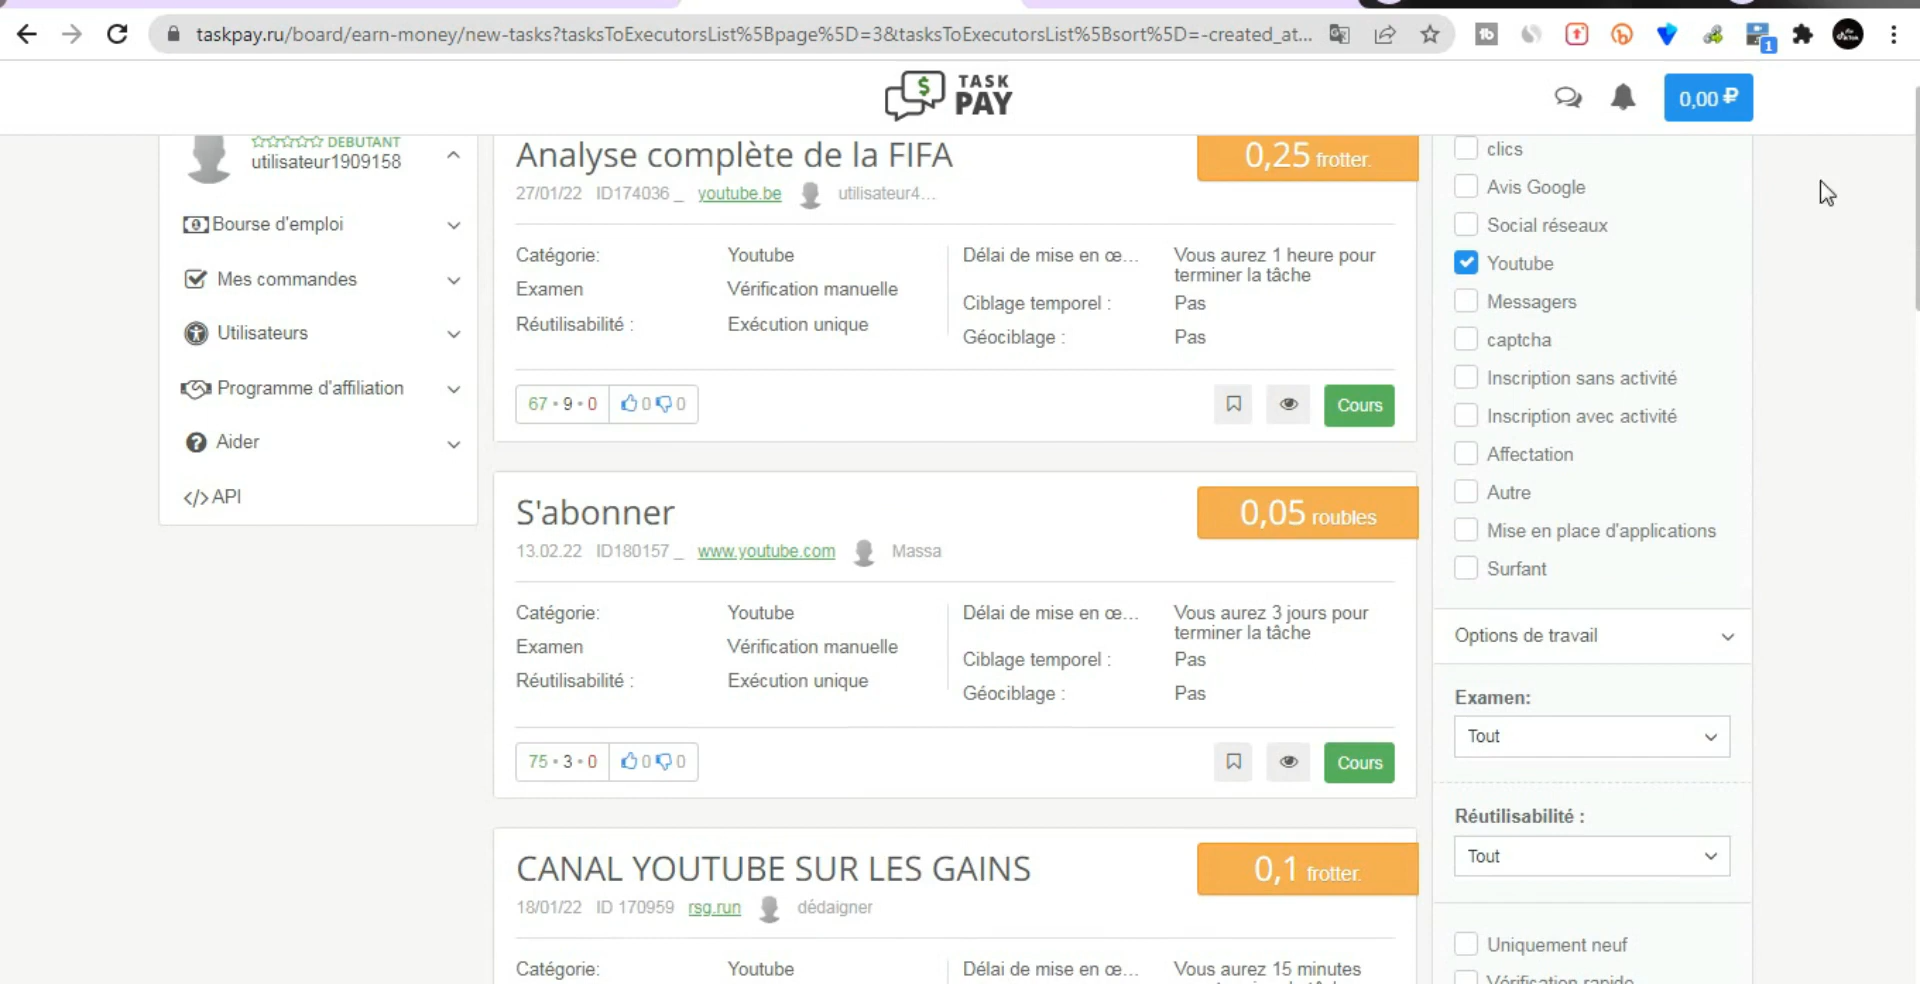 taskpay.ru/board/earn-money/new-tasks?tasksToExecutorsList%5Bpage%5D=3&tasksToExecutorsList%5Bsort%5D=-created_at...
1
TASK
PAY
0,00 ₽
DÉBUTANT
utilisateur1909158
Bourse d'emploi
Mes commandes
Utilisateurs
Programme d'affiliation
Aider
</> API
Analyse complète de la FIFA
0,25 frotter.
27/01/22 ID174036 _ youtube.be utilisateur4...
Catégorie: Youtube
Examen Vérification manuelle
Réutilisabilité : Exécution unique
Délai de mise en œ... Vous aurez 1 heure pour
terminer la tâche
Ciblage temporel : Pas
Géociblage : Pas
67 • 9 • 0 0 0
Cours
S'abonner
0,05 roubles
13.02.22 ID180157 _ www.youtube.com Massa
Catégorie: Youtube
Examen Vérification manuelle
Réutilisabilité : Exécution unique
Délai de mise en œ... Vous aurez 3 jours pour
terminer la tâche
Ciblage temporel : Pas
Géociblage : Pas
75 • 3 • 0 0 0
Cours
CANAL YOUTUBE SUR LES GAINS
0,1 frotter.
18/01/22 ID 170959 rsg.run dédaigner
Catégorie: Youtube
Délai de mise en œ... Vous aurez 15 minutes
clics
Avis Google
Social réseaux
Youtube
Messagers
captcha
Inscription sans activité
Inscription avec activité
Affectation
Autre
Mise en place d'applications
Surfant
Options de travail
Examen:
Tout
Réutilisabilité :
Tout
Uniquement neuf
Vérification rapide